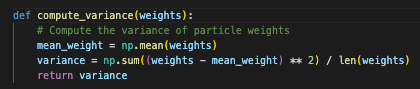 def compute_variance(weights):
    # Compute the variance of particle weights
    mean_weight = np.mean(weights)
    variance = np.sum((weights - mean_weight) ** 2) / len(weights)
    return variance